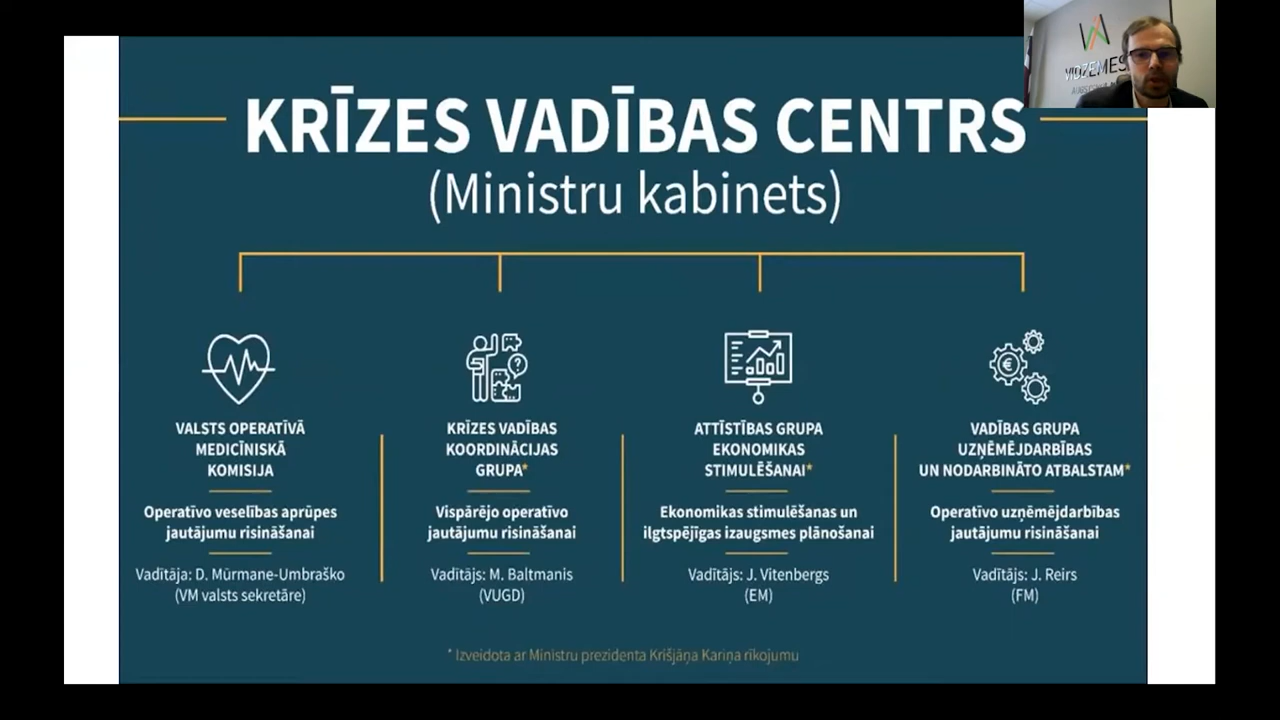 KRĪZES VADĪBAS CENTRS
(Ministru kabinets)
VALSTS OPERATĪVĀ
MEDICĪNISKĀ
KOMISIJA
Operatīvo veselības aprūpes
jautājumu risināšanai
Vadītāja: D. Mūrmane-Umbraško
(VM valsts sekretāre)
KRĪZES VADĪBAS
KOORDINĀCIJAS
GRUPA*
Vispārējo operatīvo
jautājumu risināšanai
Vadītājs: M. Baltmanis
(VUGD)
ATTĪSTĪBAS GRUPA
EKONOMIKAS
STIMULĒŠANAI*
Ekonomikas stimulēšanas un
ilgtspējīgas izaugsmes plānošanai
Vadītājs: J. Vitenbergs
(EM)
VADĪBAS GRUPA
UZŅĒMĒJDARBĪBAS
UN NODARBINĀTO ATBALSTAM*
Operatīvo uzņēmējdarbības
jautājumu risināšanai
Vadītājs: J. Reirs
(FM)
* Izveidota ar Ministru prezidenta Krišjāņa Kariņa rīkojumu
VIDZEMES